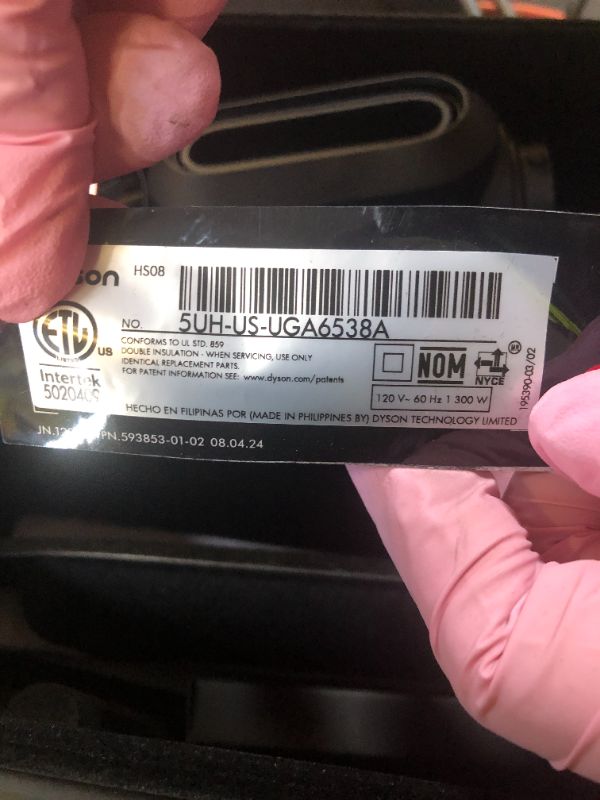 HS08
NO. 5UH-US-UGA6538A
CONFORMS TO UL STD. 859
DOUBLE INSULATION - WHEN SERVICING, USE ONLY
IDENTICAL REPLACEMENT PARTS.
FOR PATENT INFORMATION SEE: www.dyson.com/patents
ETL
US
LISTED
Intertek
NOM
NYCE
MR
120 V~ 60 Hz 1 300 W
HECHO EN FILIPINAS POR (MADE IN PHILIPPINES BY) DYSON TECHNOLOGY LIMITED
PN.593853-01-02 08.04.24
195390-03/02